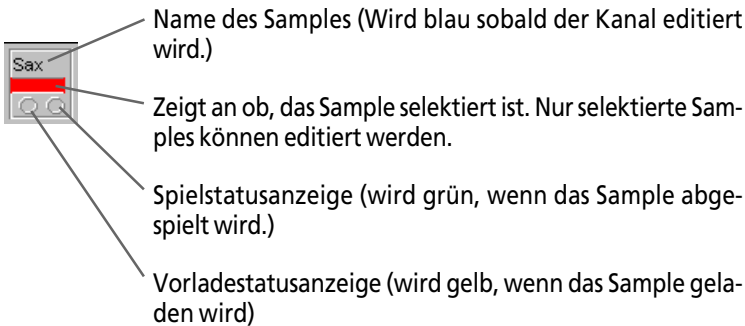 Name des Samples (Wird blau sobald der Kanal editiert
wird.)
Sax
Zeigt an ob, das Sample selektiert ist. Nur selektierte Sam-
ples können editiert werden.
Spielstatusanzeige (wird grün, wenn das Sample abge-
spielt wird.)
Vorladestatusanzeige (wird gelb, wenn das Sample gela-
den wird)